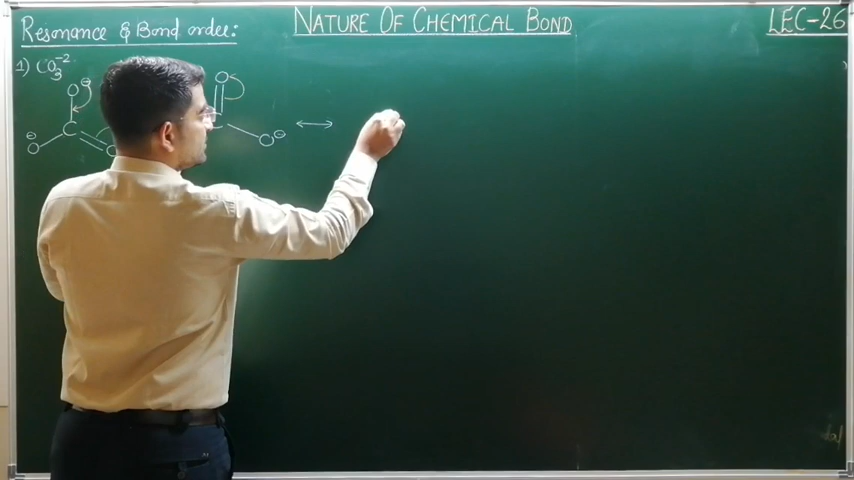 NATURE OF CHEMICAL BOND
LEC-26
Resonance & Bond order:
1) CO₃⁻²
O⊖
C
⊖
O
O
C
O⊖
↔